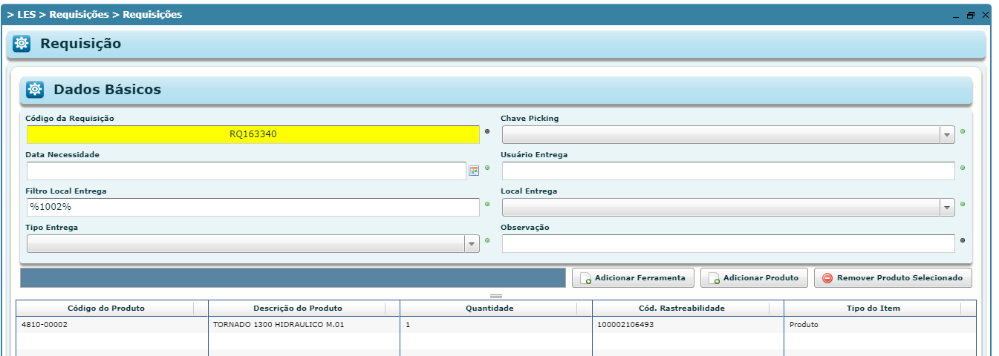 > LES > Requisições > Requisições
Requisição
Dados Básicos
Código da Requisição Chave Picking
RQ163340
Data Necessidade Usuário Entrega
Filtro Local Entrega Local Entrega
%1002%
Tipo Entrega Observação
Adicionar Ferramenta Adicionar Produto Remover Produto Selecionado
Código do Produto Descrição do Produto Quantidade Cód. Rastreabilidade Tipo do Item
4810-00002 TORNADO 1300 HIDRAULICO M.01 1 100002106493 Produto